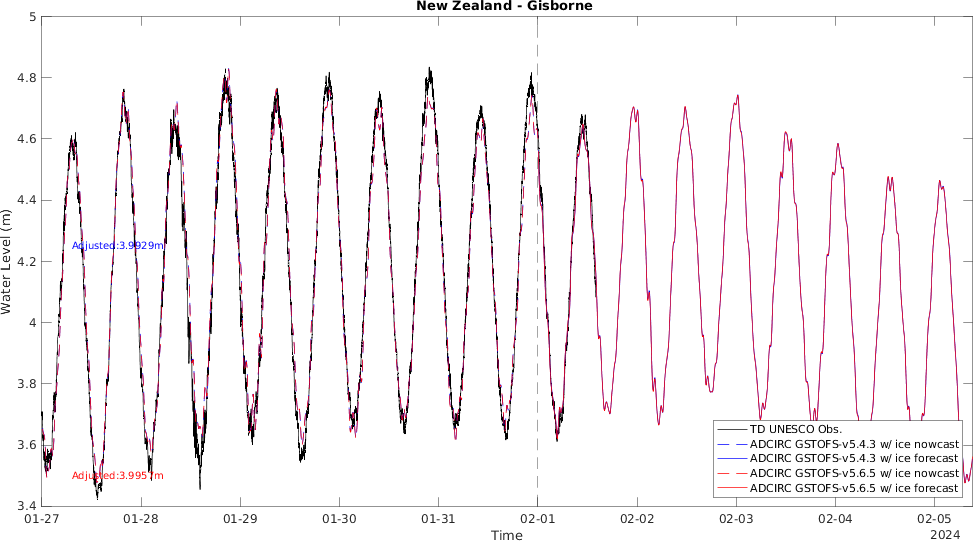 New Zealand - Gisborne
5
4.8
4.6
4.4
4.2
4
3.8
3.6
3.4
Water Level (m)
Adjusted:3.9929m
Adjusted:3.9957m
TD UNESCO Obs.
ADCIRC GSTOFS-v5.4.3 w/ ice nowcast
ADCIRC GSTOFS-v5.4.3 w/ ice forecast
ADCIRC GSTOFS-v5.6.5 w/ ice nowcast
ADCIRC GSTOFS-v5.6.5 w/ ice forecast
01-27 01-28 01-29 01-30 01-31 02-01 02-02 02-03 02-04 02-05
2024
Time